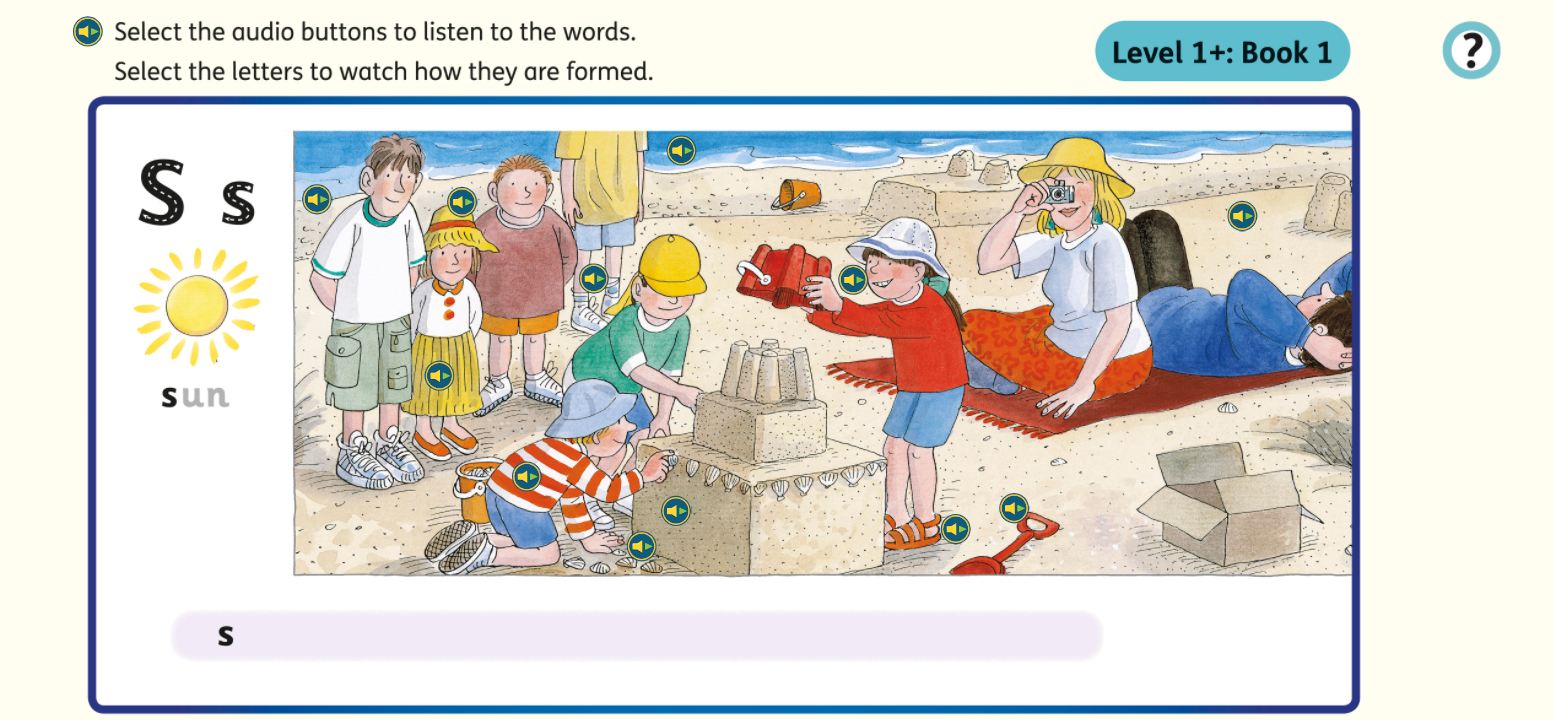 Select the audio buttons to listen to the words.
Select the letters to watch how they are formed.
Level 1+: Book 1
?
S s
sun
s